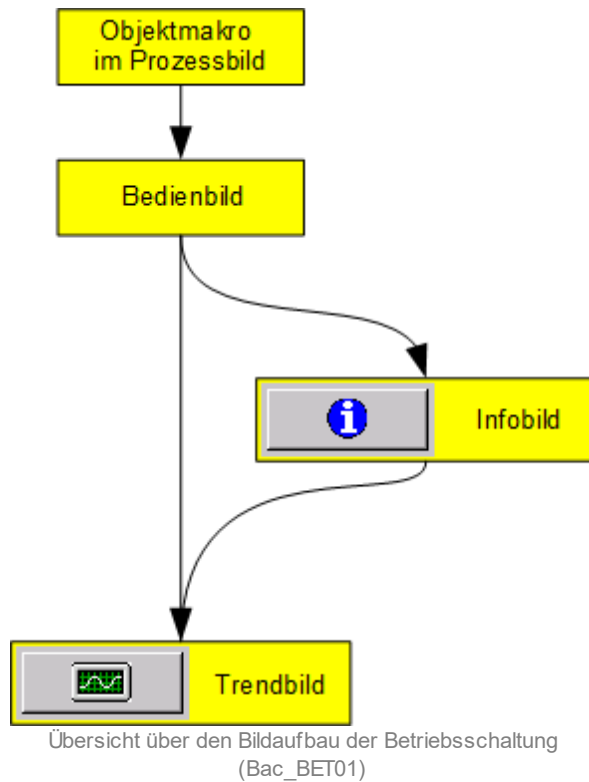 Objektmakro
im Prozessbild
Bedienbild
Infobild
Trendbild
Übersicht über den Bildaufbau der Betriebsschaltung
(Bac_BET01)